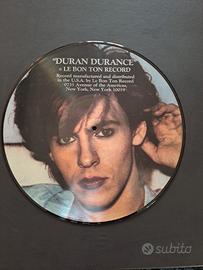 "DURAN DURANCE"
© LE BON TON RECORD
Record manufactured and distributed
in the U.S.A. by Le Bon Ton Record
0735 Avenue of the Americas,
New York, New York 10019
subito